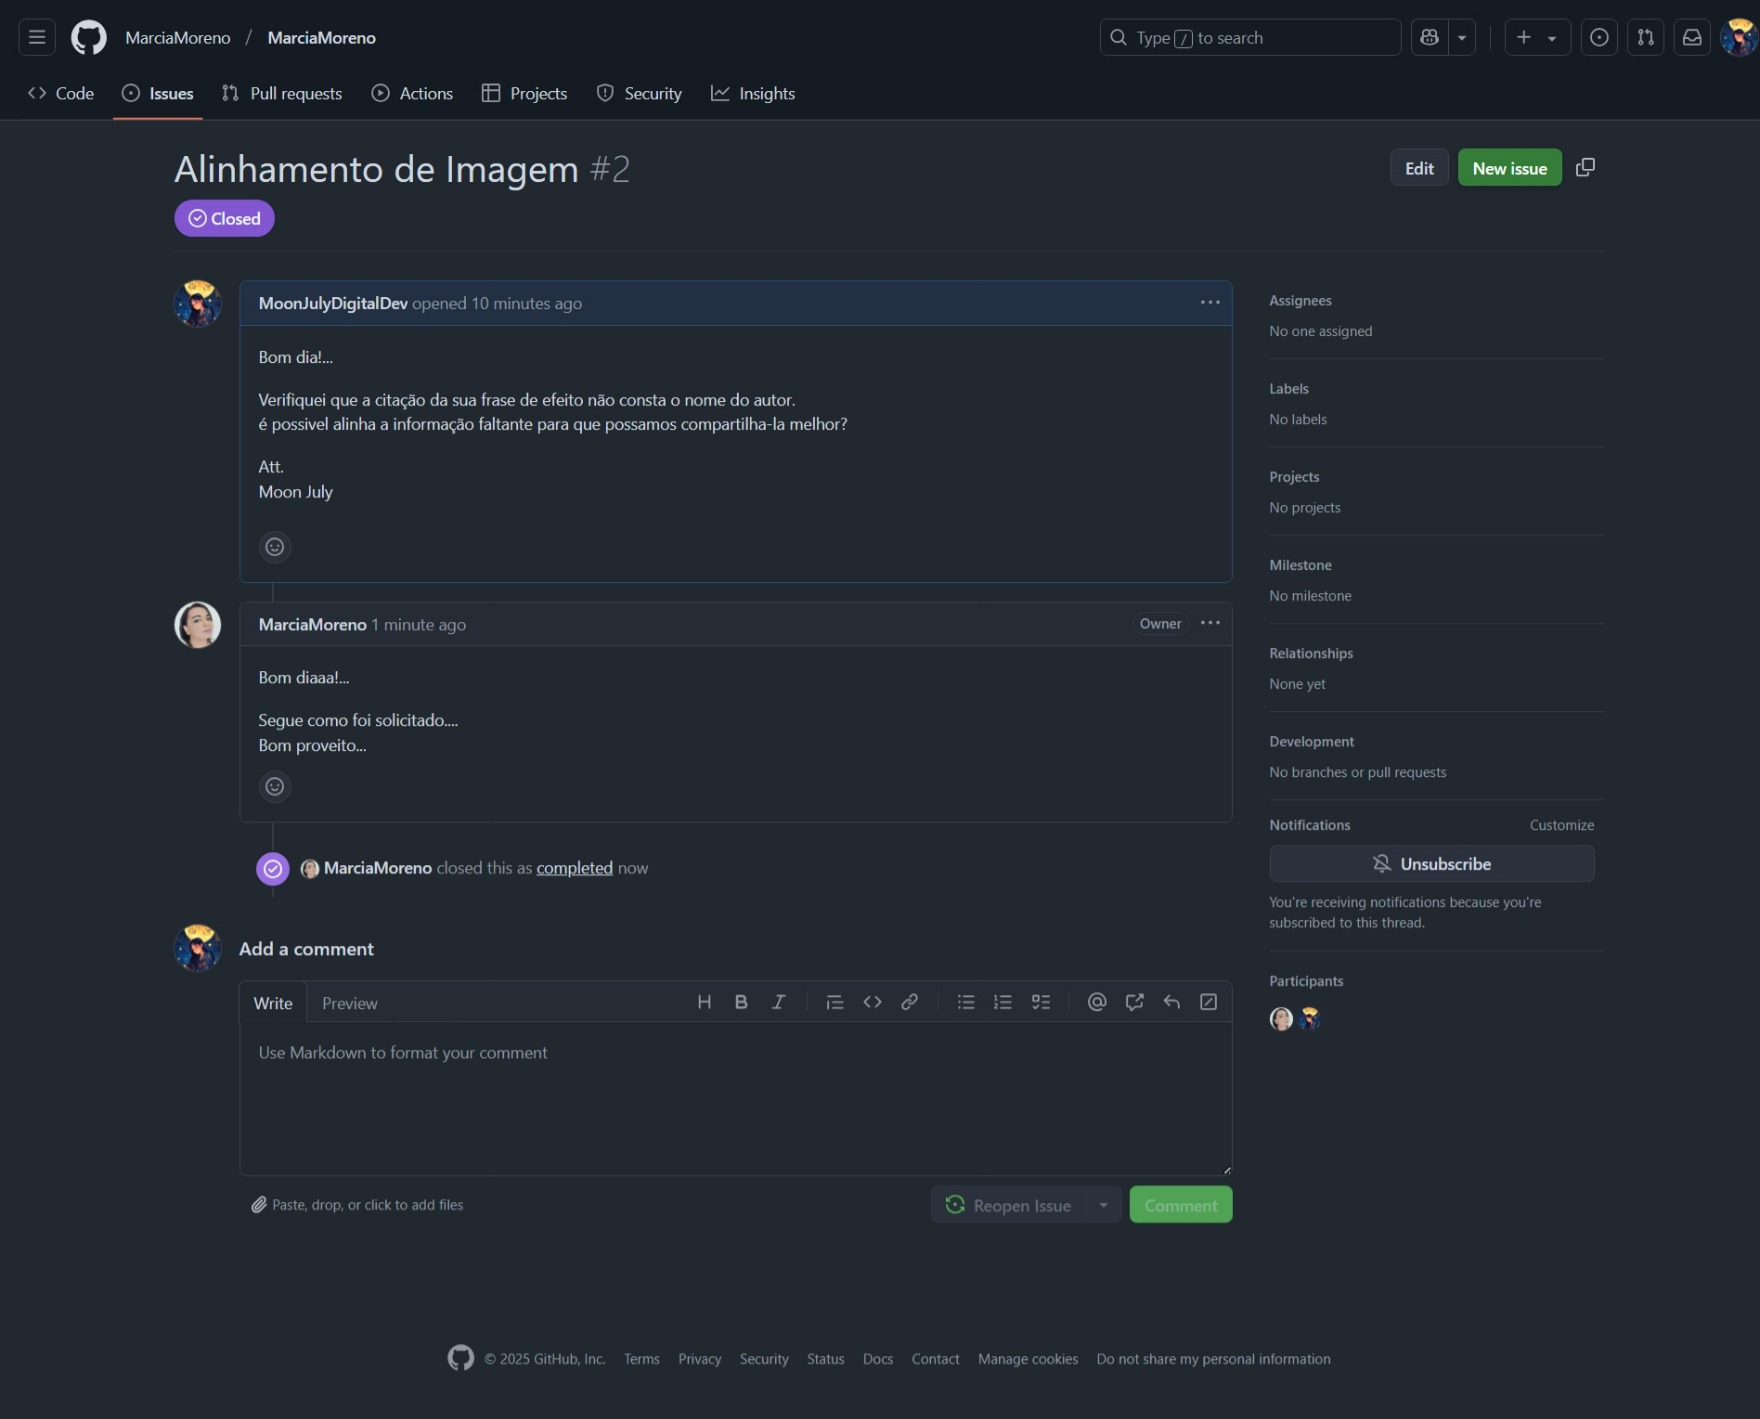 MarciaMoreno / MarciaMoreno
Type / to search
Code
Issues
Pull requests
Actions
Projects
Security
Insights
Alinhamento de Imagem #2
Edit
New issue
Closed
MoonJulyDigitalDev opened 10 minutes ago
Bom dia!...
Verifiquei que a citação da sua frase de efeito não consta o nome do autor.
é possivel alinha a informação faltante para que possamos compartilha-la melhor?
Att.
Moon July
MarciaMoreno 1 minute ago
Owner
Bom diaaa!...
Segue como foi solicitado....
Bom proveito...
MarciaMoreno closed this as completed now
Add a comment
Write
Preview
Use Markdown to format your comment
Paste, drop, or click to add files
Reopen Issue
Comment
Assignees
No one assigned
Labels
No labels
Projects
No projects
Milestone
No milestone
Relationships
None yet
Development
No branches or pull requests
Notifications
Customize
Unsubscribe
You're receiving notifications because you're
subscribed to this thread.
Participants
© 2025 GitHub, Inc.
Terms
Privacy
Security
Status
Docs
Contact
Manage cookies
Do not share my personal information